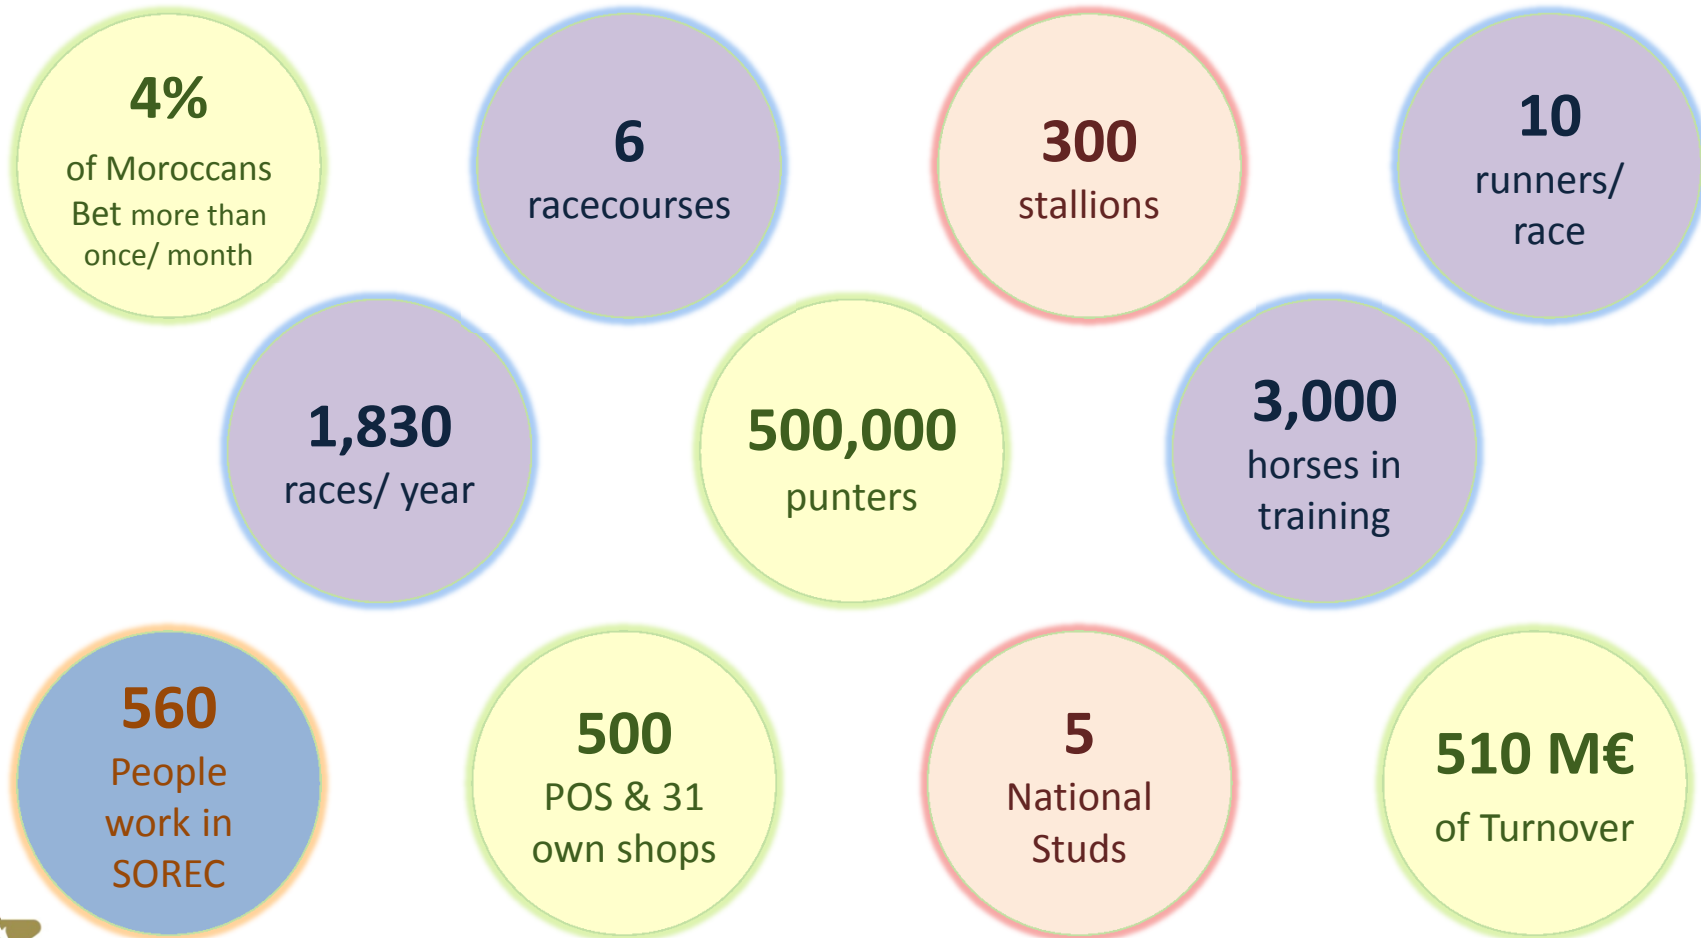 4%
of Moroccans
Bet more than
once/ month
6
racecourses
300
stallions
10
runners/
race
1,830
races/ year
500,000
punters
3,000
horses in
training
560
People
work in
SOREC
500
POS & 31
own shops
5
National
Studs
510 M€
of Turnover